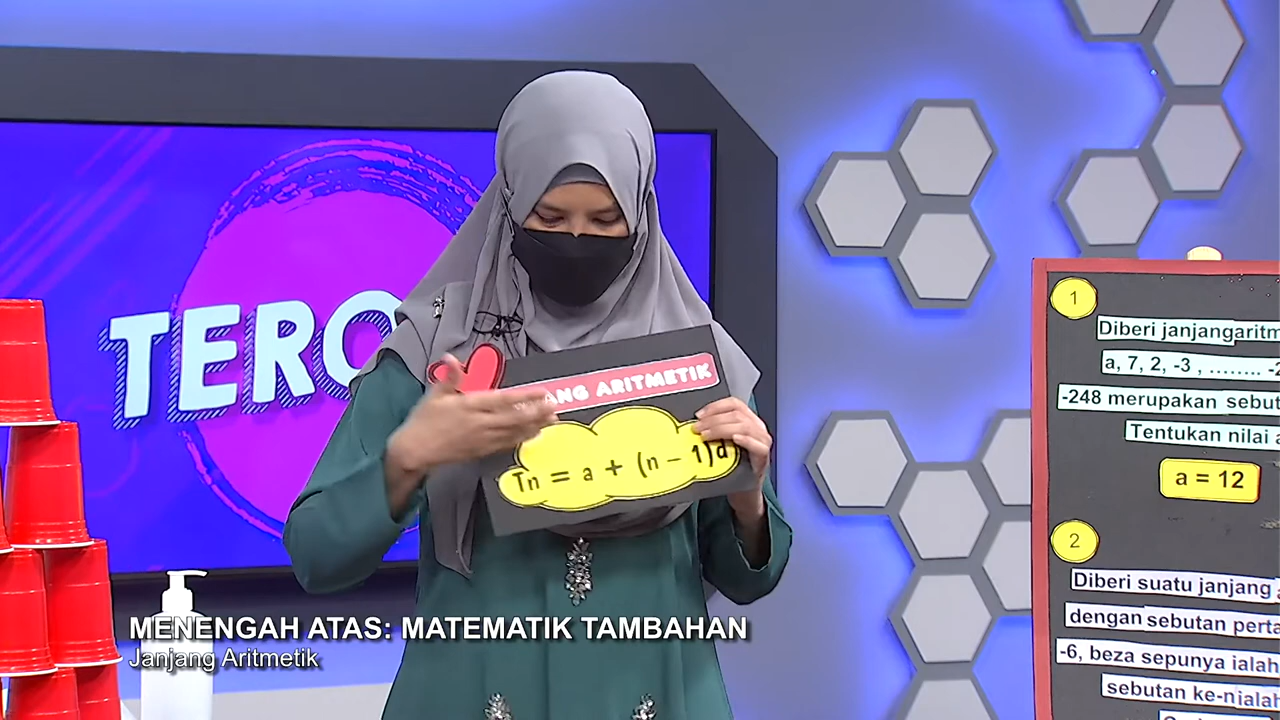 TERO
ARITMETIK
Tn = a + (n - 1)d
1
Diberi janjangaritm
a, 7, 2, -3 , ........ -2
-248 merupakan sebut
Tentukan nilai a
a = 12
2
Diberi suatu janjang a
dengan sebutan perta
-6, beza sepunya ialah
sebutan ke-nialah
MENENGAH ATAS: MATEMATIK TAMBAHAN
Janjang Aritmetik